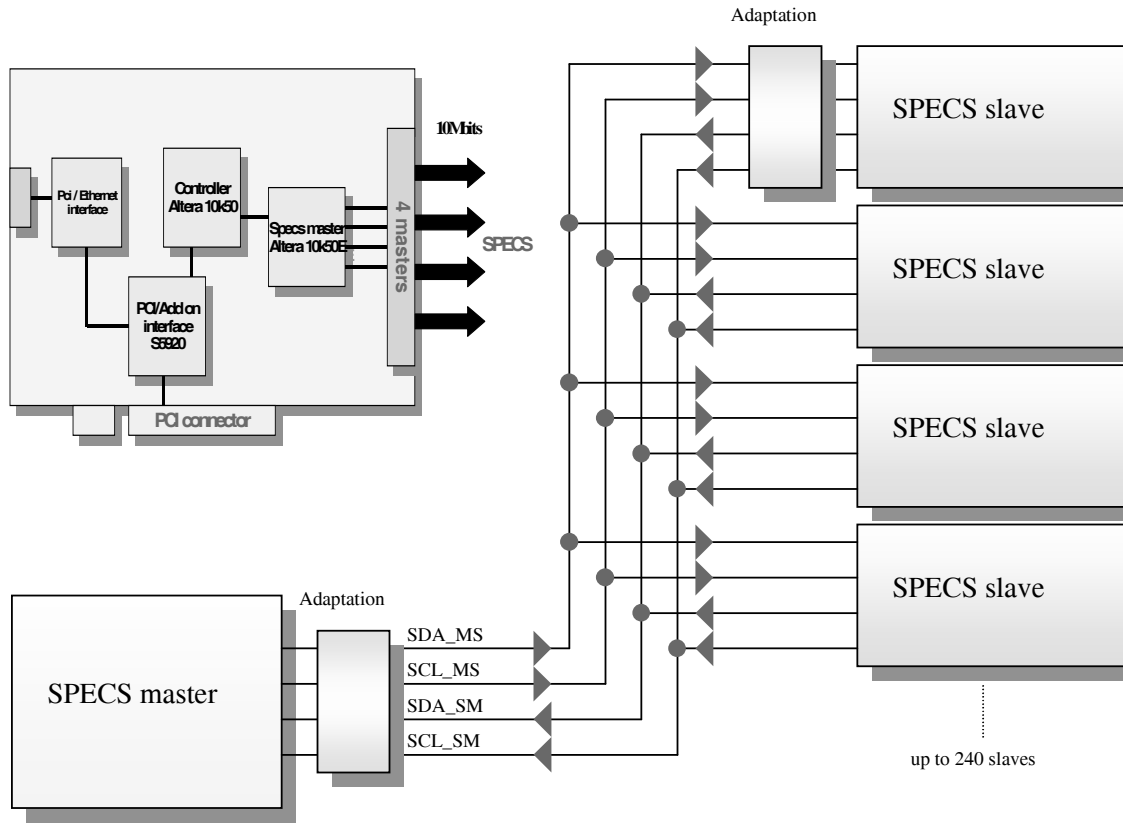 Adaptation
SPECS slave
10Mbits
Pci / Ethernet
interface
Controller
Altera 10k50
Specs master
Altera 10k50E
4 masters
SPECS
PCI/Add on
interface
S5920
PCI connector
SPECS slave
SPECS slave
SPECS slave
Adaptation
SPECS master
SDA_MS
SCL_MS
SDA_SM
SCL_SM
up to 240 slaves